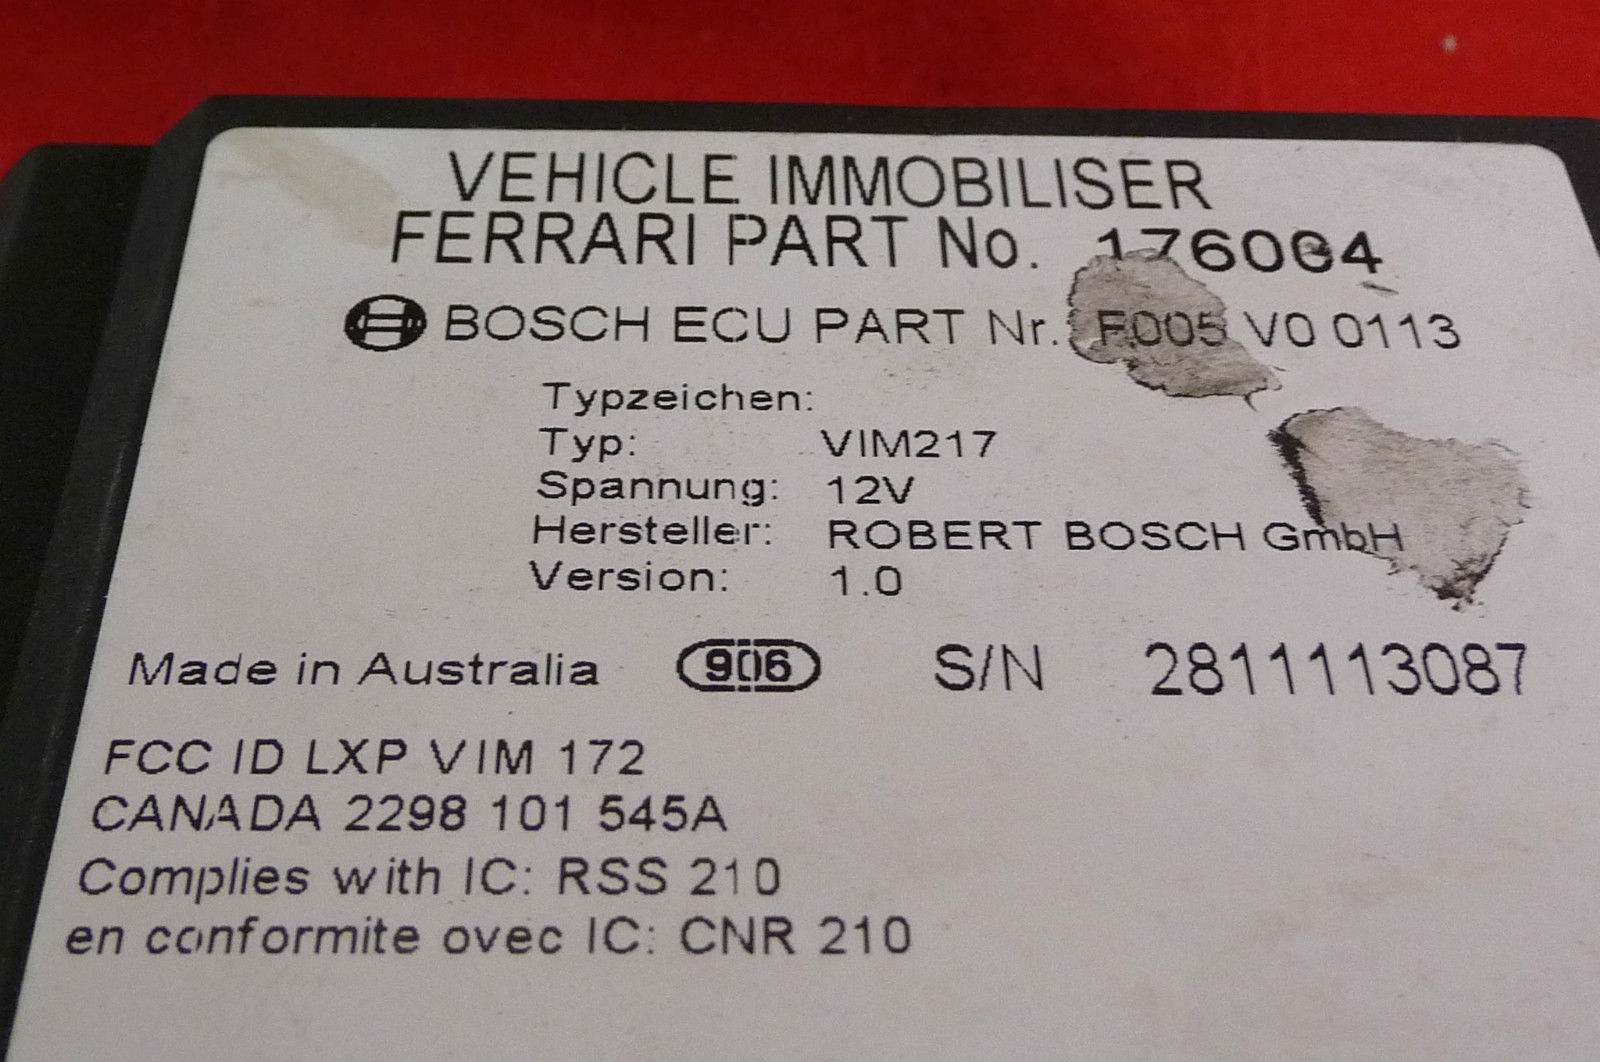 VEHICLE IMMOBILISER
FERRARI PART No. 176004
BOSCH ECU PART Nr. F005 V0 0113
Typzeichen:
Typ: VIM217
Spannung: 12V
Hersteller: ROBERT BOSCH GmbH
Version: 1.0
Made in Australia 906 S/N 2811113087
FCC ID LXP VIM 172
CANADA 2298 101 545A
Complies with IC: RSS 210
en conformite ovec IC: CNR 210